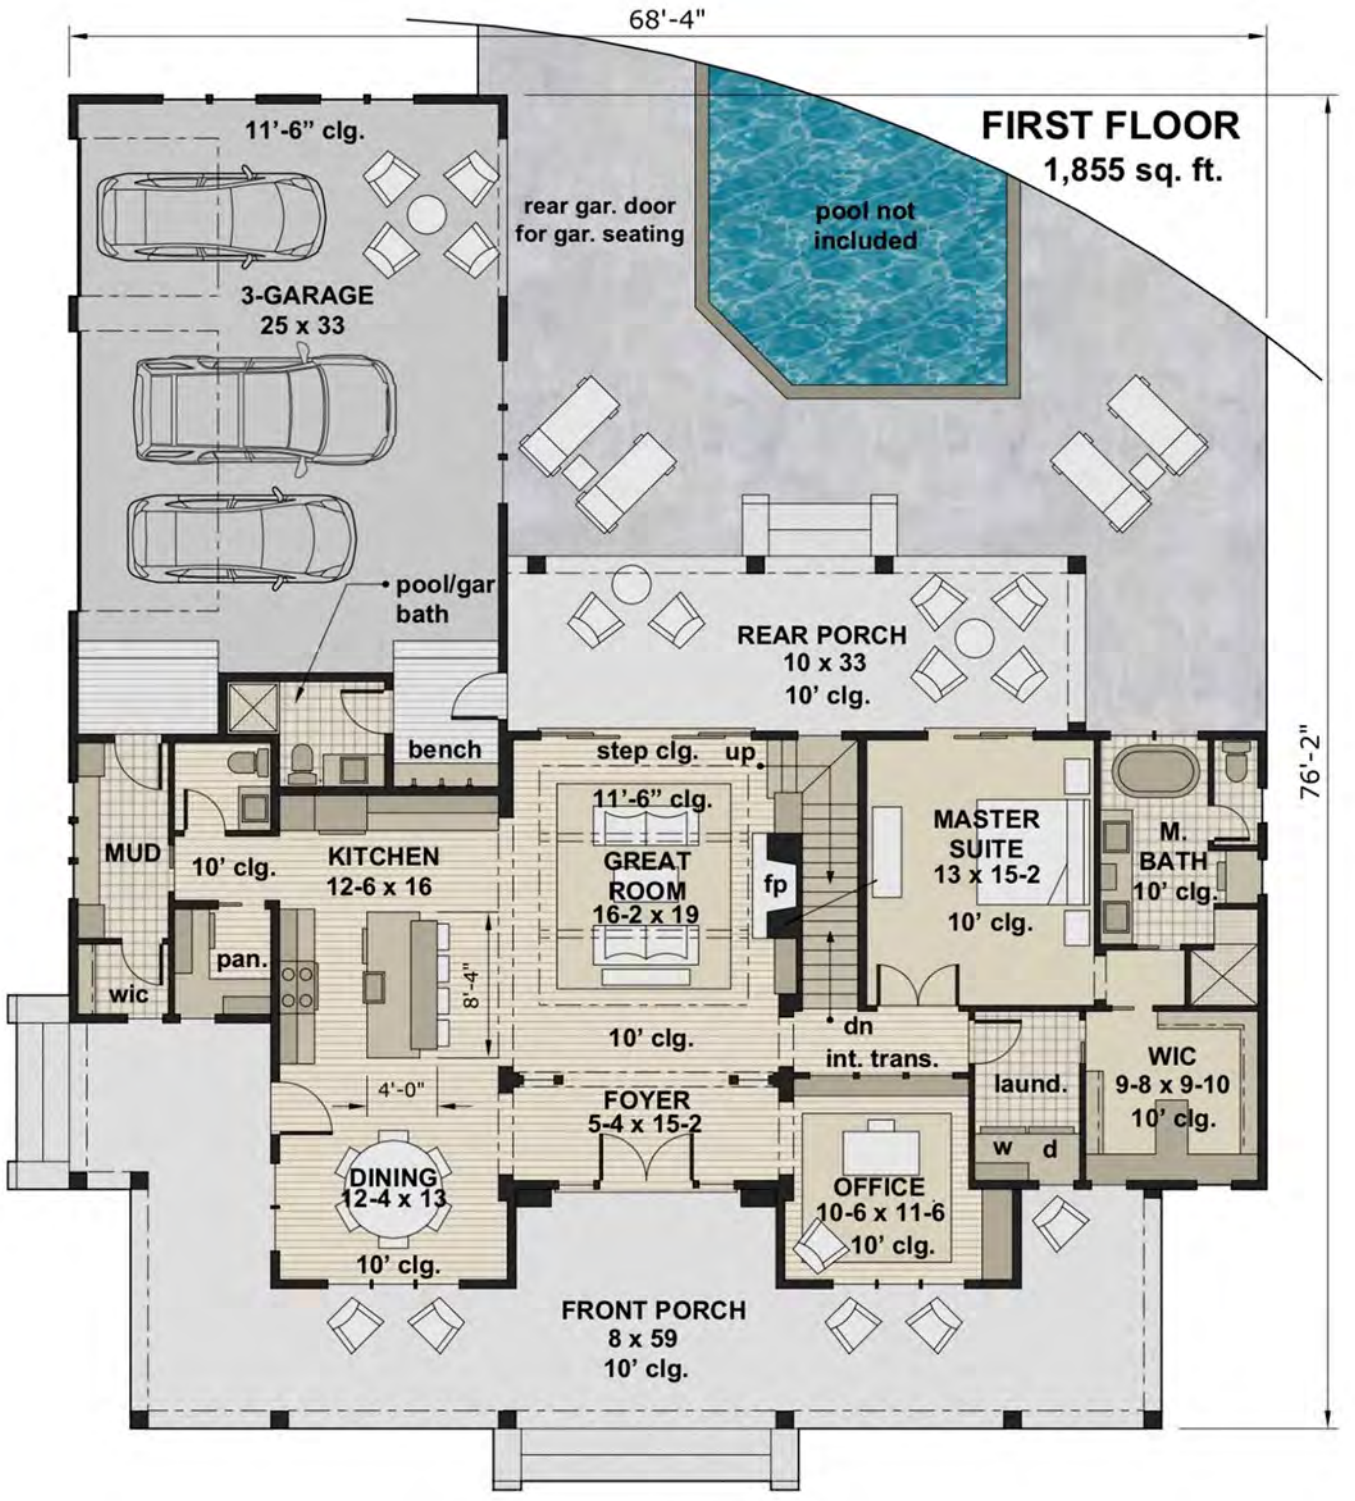 68'-4"
FIRST FLOOR
1,855 sq. ft.
11'-6" clg.
rear gar. door
for gar. seating
pool not
included
3-GARAGE
25 x 33
pool/gar
bath
REAR PORCH
10 x 33
10' clg.
76'-2"
bench
step clg.
up
11'-6" clg.
MUD
10' clg.
KITCHEN
12-6 x 16
GREAT
ROOM
16-2 x 19
fp
MASTER
SUITE
13 x 15-2
10' clg.
M.
BATH
10' clg.
pan.
wic
8'-4"
10' clg.
dn
int. trans.
laund.
WIC
9-8 x 9-10
10' clg.
4'-0"
FOYER
5-4 x 15-2
w
d
DINING
12-4 x 13
10' clg.
OFFICE
10-6 x 11-6
10' clg.
FRONT PORCH
8 x 59
10' clg.